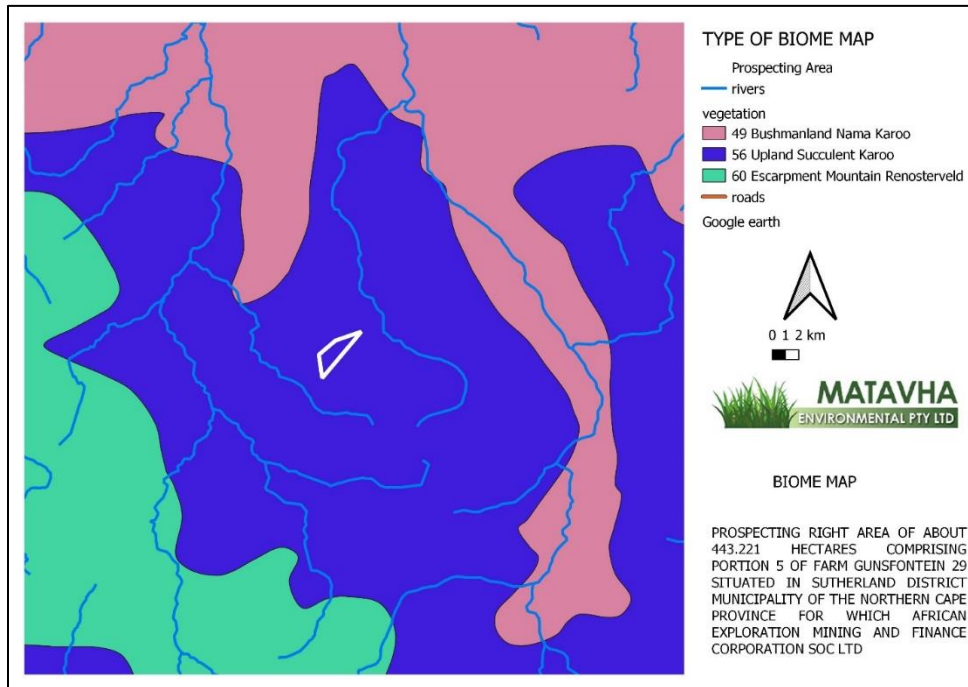 TYPE OF BIOME MAP
Prospecting Area
rivers
vegetation
49 Bushmanland Nama Karoo
56 Upland Succulent Karoo
60 Escarpment Mountain Renosterveld
roads
Google earth
0 1 2 km
MATAVHA
ENVIRONMENTAL PTY LTD
BIOME MAP
PROSPECTING RIGHT AREA OF ABOUT
443.221 HECTARES COMPRISING
PORTION 5 OF FARM GUNSFONTEIN 29
SITUATED IN SUTHERLAND DISTRICT
MUNICIPALITY OF THE NORTHERN CAPE
PROVINCE FOR WHICH AFRICAN
EXPLORATION MINING AND FINANCE
CORPORATION SOC LTD